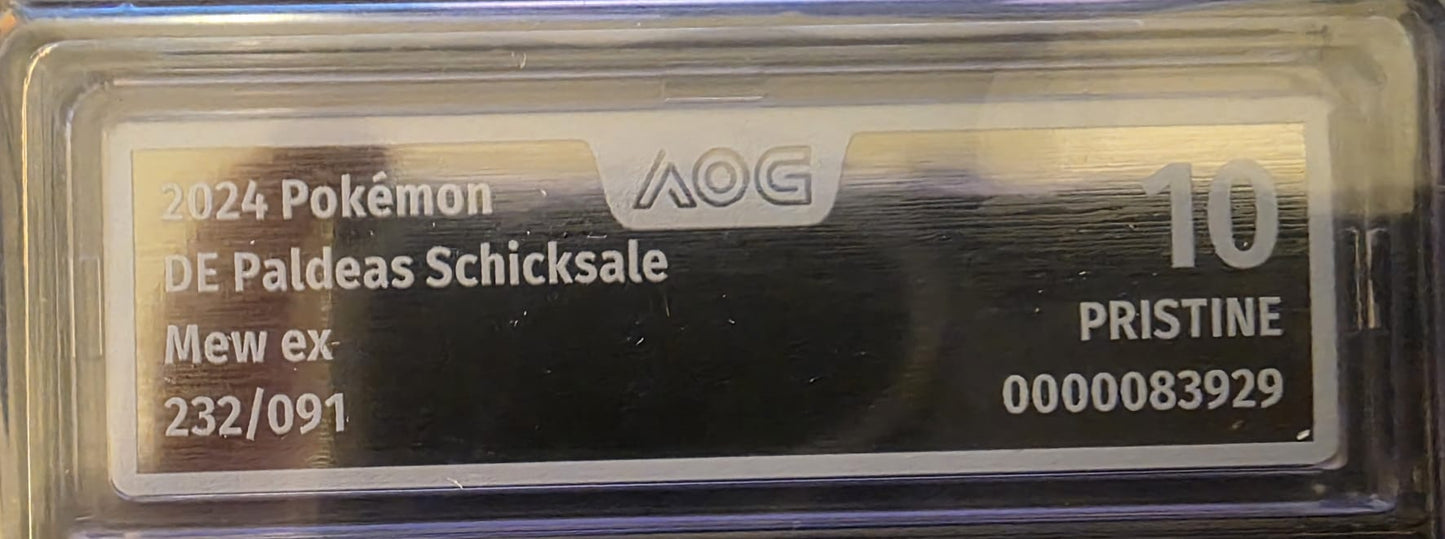 AOG
2024 Pokémon
DE Paldeas Schicksale
Mew ex
232/091
10
PRISTINE
0000083929